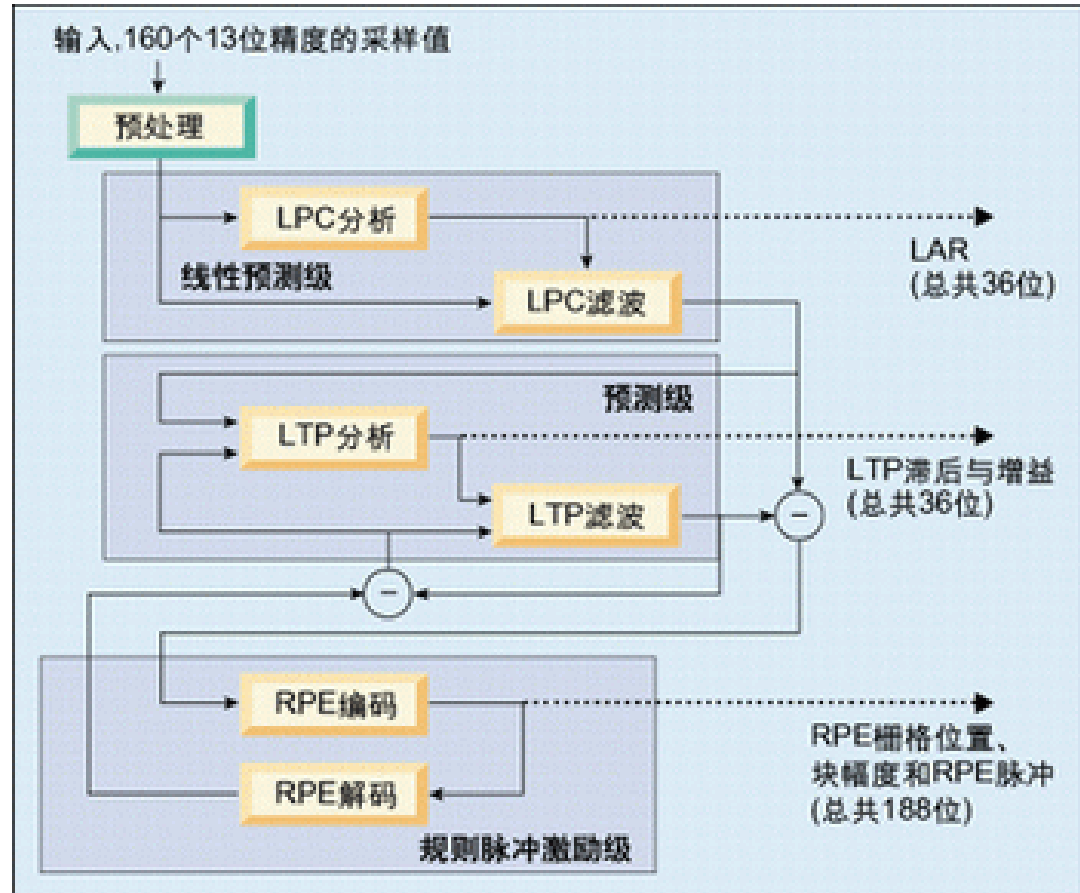 输入,160个13位精度的采样值
预处理
LPC分析
线性预测级
LPC滤波
LAR
(总共36位)
预测级
LTP分析
LTP滞后与增益
(总共36位)
LTP滤波
−
−
RPE编码
RPE栅格位置、
块幅度和RPE脉冲
(总共188位)
RPE解码
规则脉冲激励级